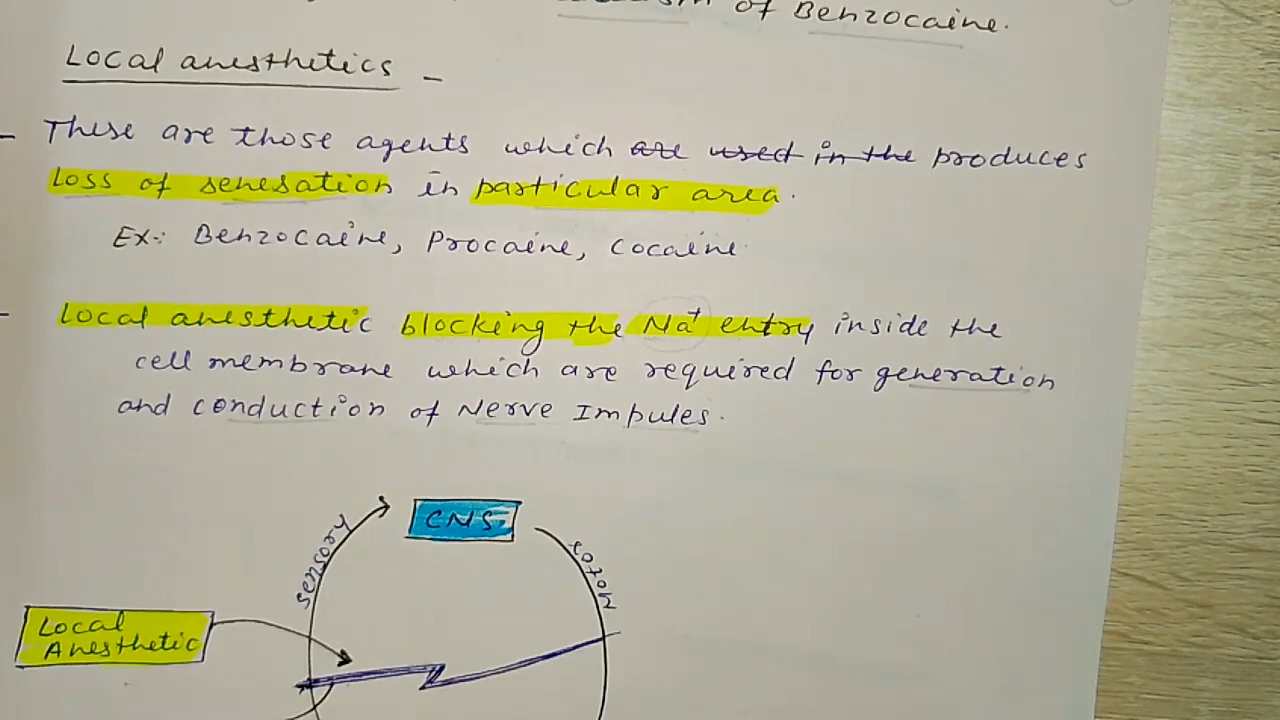 of Benzocaine.
Local anesthetics -
- These are those agents which are used in the produces
loss of senesation in particular area.
Ex:- Benzocaine, Procaine, Cocaine.
- Local anesthetic blocking the Na+ entry inside the
cell membrane which are required for generation
and conduction of Nerve Impules.
CNS
sensory
Motor
Local
Anesthetic